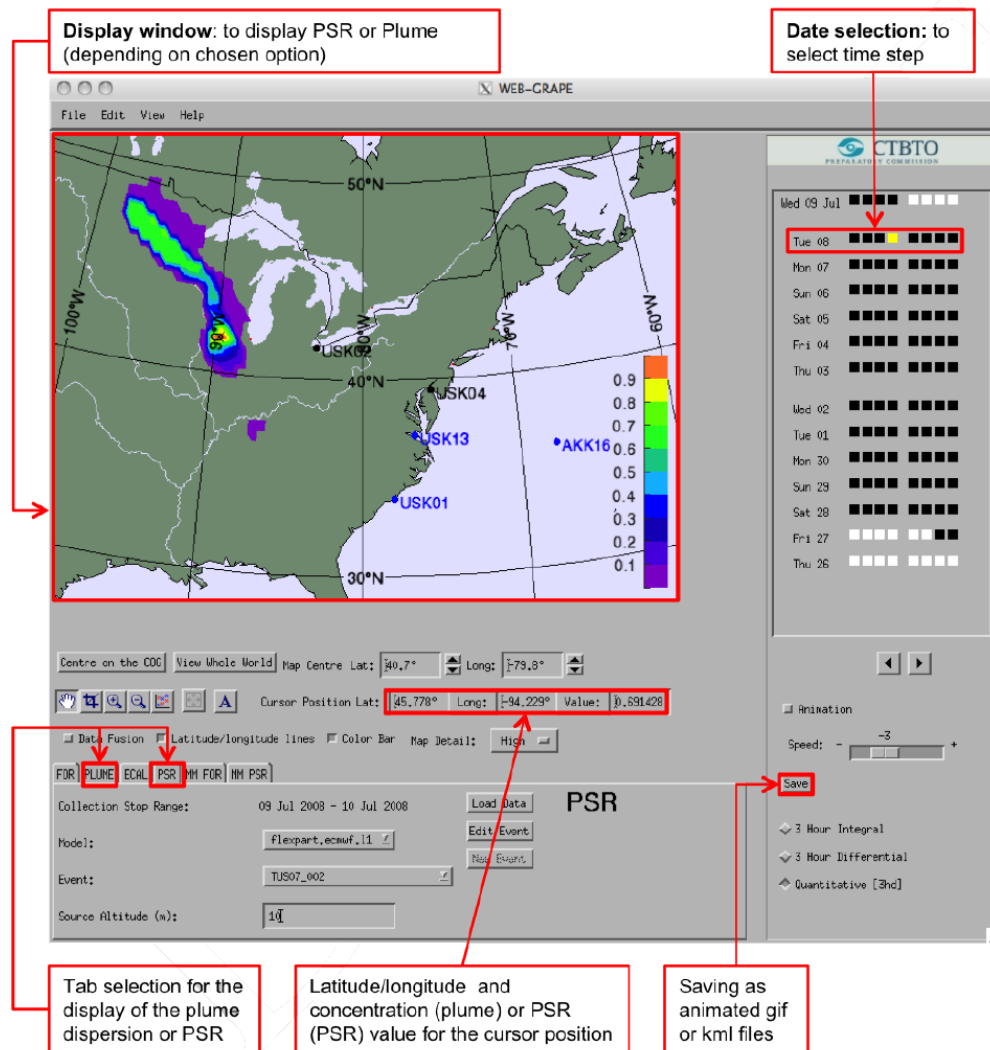 Display window: to display PSR or Plume
(depending on chosen option)
Date selection: to
select time step
WEB-GRAPE
File Edit View Help
CTBTO
PREPARATORY COMMISSION
50°N
100°W
90°W
80°W
70°W
60°W
USK02
40°N
USK04
USK13
AKK16
USK01
30°N
0.9
0.8
0.7
0.6
0.5
0.4
0.3
0.2
0.1
Wed 09 Jul
Tue 08
Mon 07
Sun 06
Sat 05
Fri 04
Thu 03
Wed 02
Tue 01
Mon 30
Sun 29
Sat 28
Fri 27
Thu 26
Centre on the COG View Whole World Map Centre Lat: 40.7° Long: -79.8°
A Cursor Position Lat: 45.778° Long: -94.229° Value: 0.691428
Data Fusion Latitude/longitude lines Color Bar Map Detail: High
Animation
Speed: - -3 +
FOR PLUME ECAL PSR MM FOR MM PSR
Save
Collection Stop Range: 09 Jul 2008 - 10 Jul 2008 Load Data PSR
Model: flexpart.ecmwf.l1 Edit Event
New Event
Event: TUS07_002
Source Altitude (m): 10
3 Hour Integral
3 Hour Differential
Quantitative [3hd]
Tab selection for the
display of the plume
dispersion or PSR
Latitude/longitude and
concentration (plume) or PSR
(PSR) value for the cursor position
Saving as
animated gif
or kml files